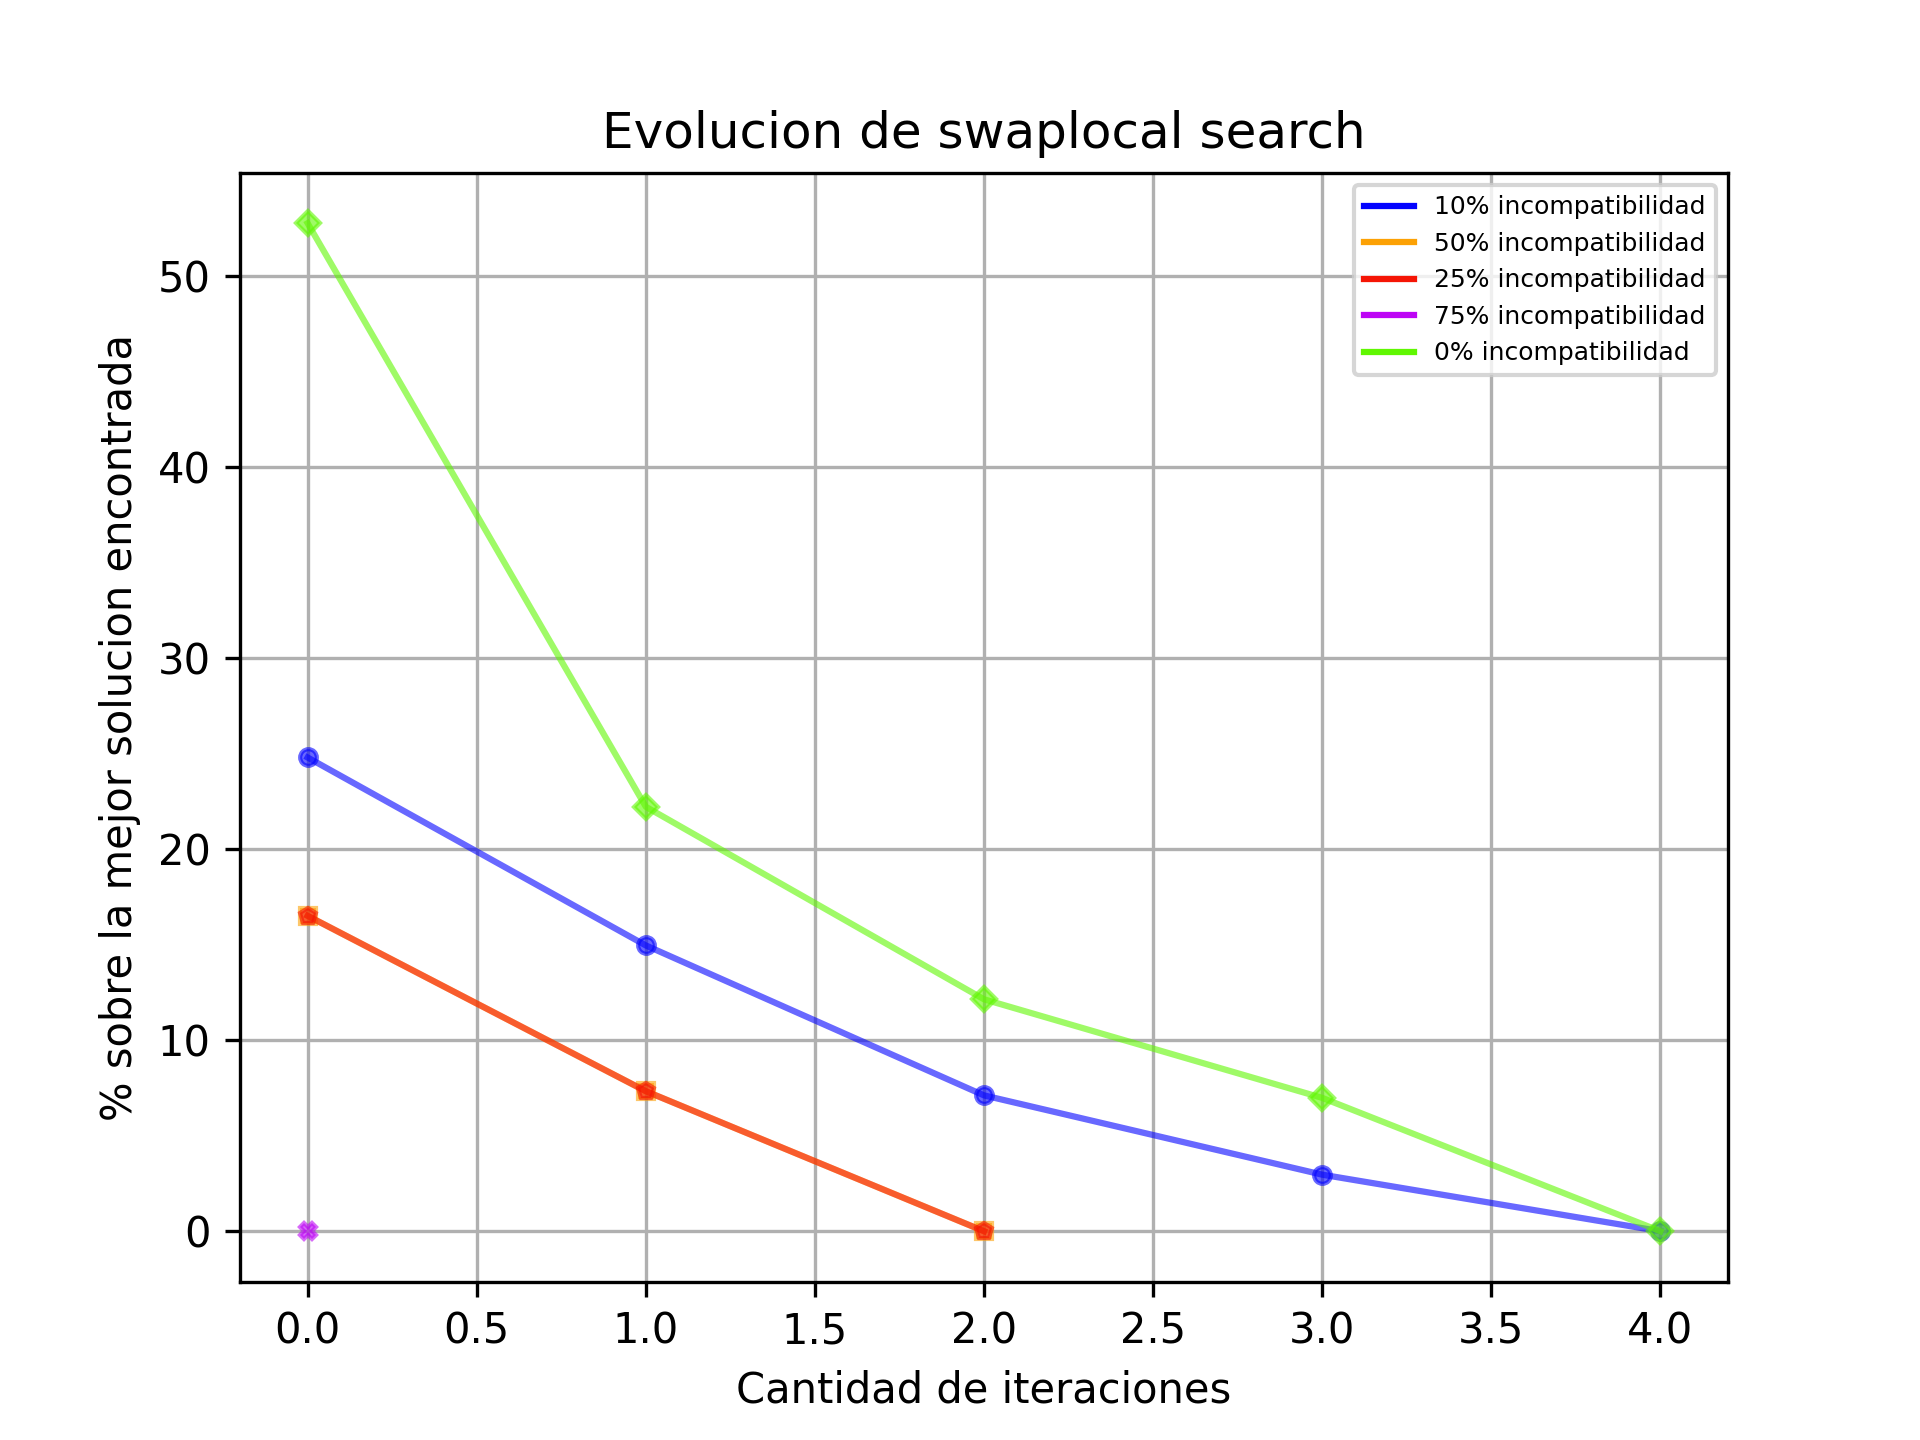 Evolucion de swaplocal search
% sobre la mejor solucion encontrada
50
40
30
20
10
0
10% incompatibilidad
50% incompatibilidad
25% incompatibilidad
75% incompatibilidad
0% incompatibilidad
0.0 0.5 1.0 1.5 2.0 2.5 3.0 3.5 4.0
Cantidad de iteraciones